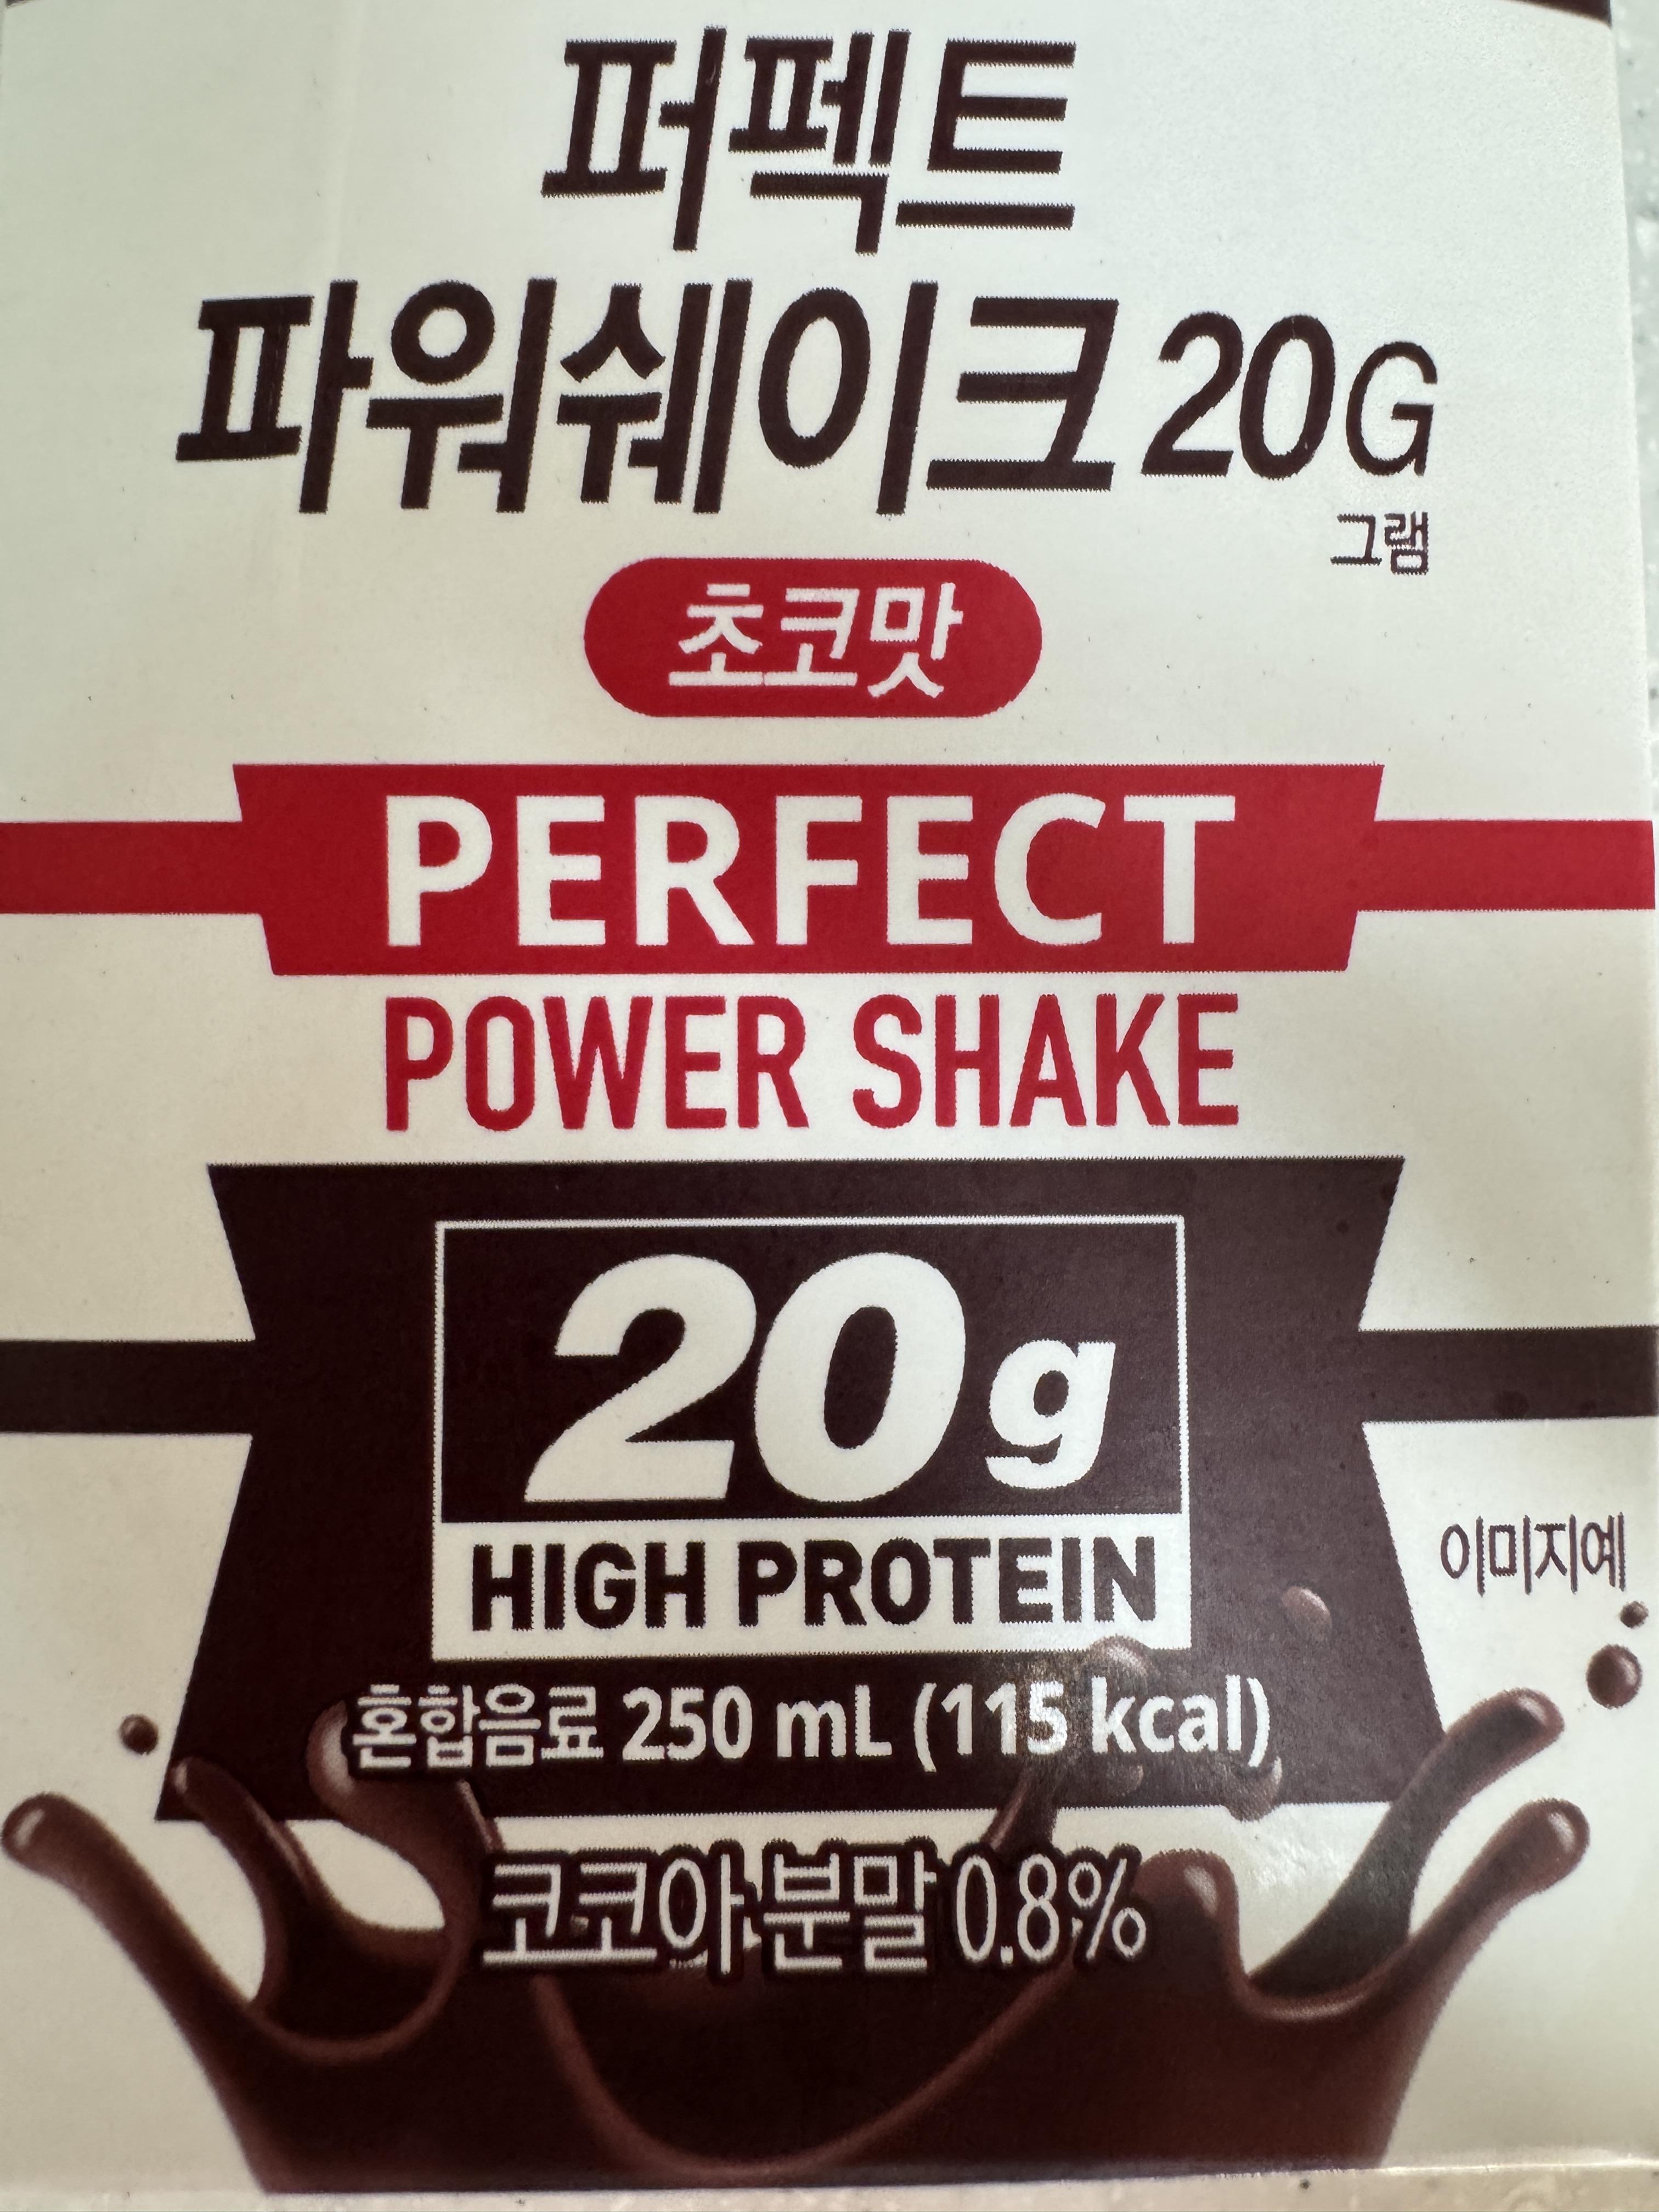 퍼펙트
파워쉐이크 20G
그램
초코맛
PERFECT
POWER SHAKE
20g
HIGH PROTEIN
이미지예
혼합음료 250 mL (115 kcal)
코코아 분말 0.8%